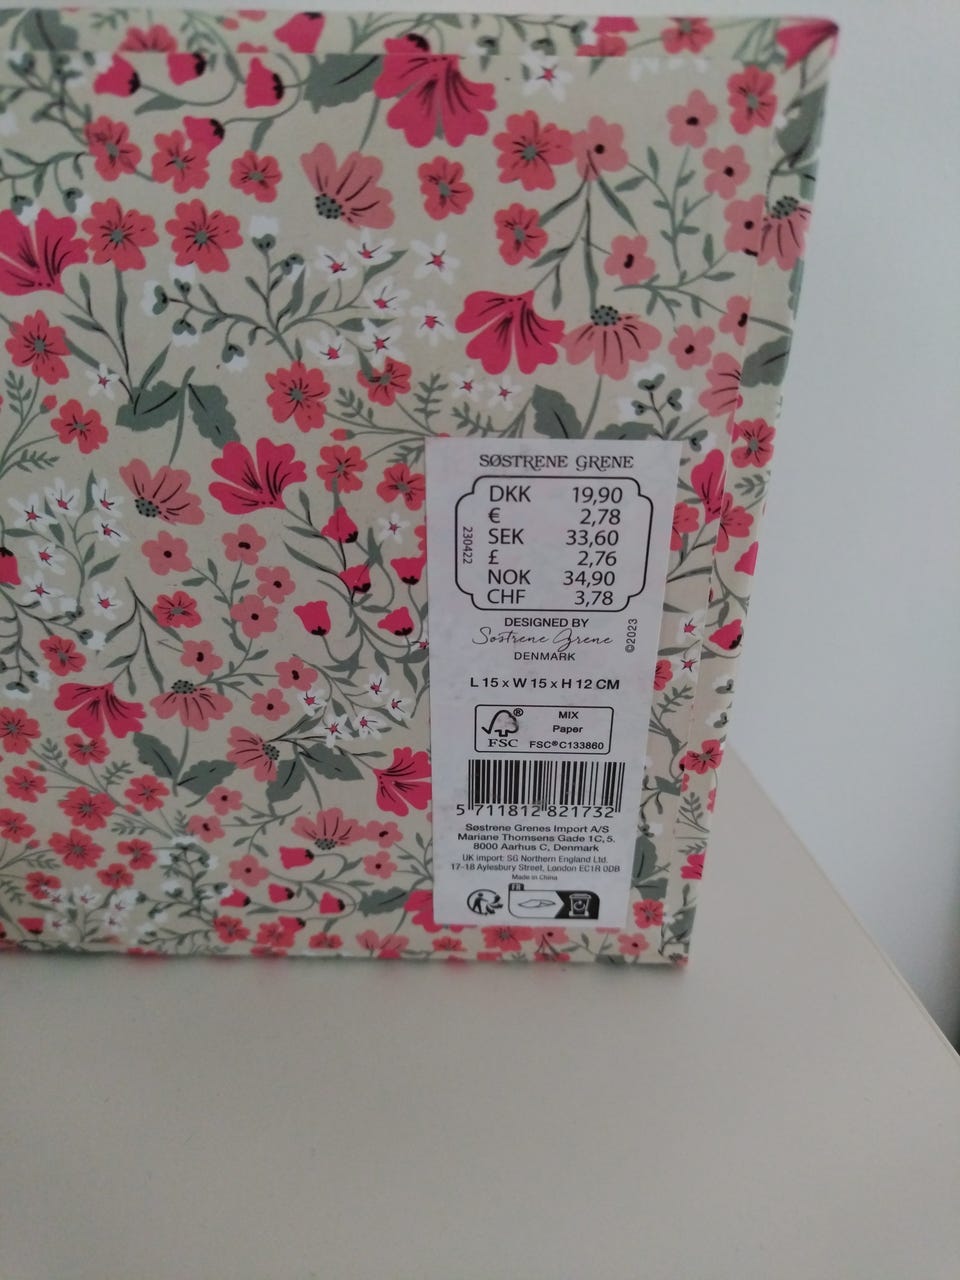 SØSTRENE GRENE
DKK 19,90
€ 2,78
SEK 33,60
£ 2,76
NOK 34,90
CHF 3,78
230422
DESIGNED BY
Søstrene Grene
DENMARK
©2023
L 15 x W 15 x H 12 CM
FSC®
MIX
Paper
FSC® C133860
5 711812 821732
Søstrene Grenes Import A/S
Mariane Thomsens Gade 1C, 5.
8000 Aarhus C, Denmark
UK import: SG Northern England Ltd.
17-18 Aylesbury Street, London EC1R 0DB
Made in China
FR